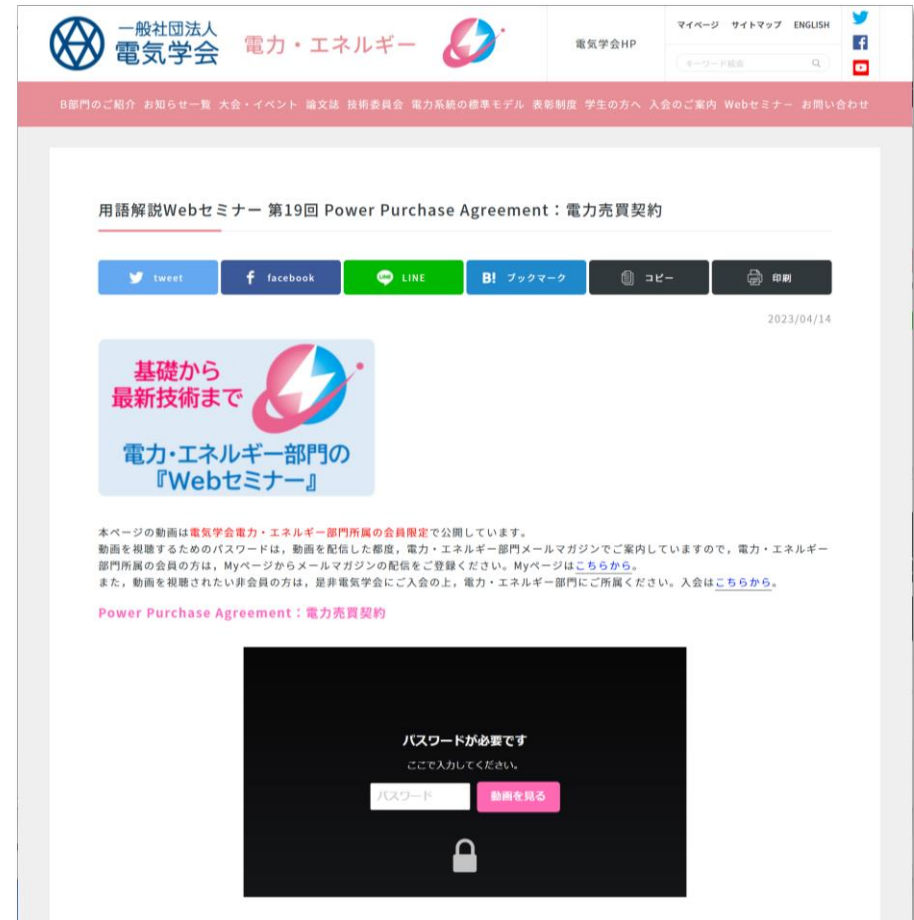 一般社団法人
電気学会
電力・エネルギー
電気学会HP
マイページ サイトマップ ENGLISH
キーワード検索
B部門のご紹介 お知らせ一覧 大会・イベント 論文誌 技術委員会 電力系統の標準モデル 表彰制度 学生の方へ 入会のご案内 Webセミナー お問い合わせ
用語解説Webセミナー 第19回 Power Purchase Agreement：電力売買契約
tweet
facebook
LINE
B! ブックマーク
コピー
印刷
2023/04/14
基礎から
最新技術まで
電力・エネルギー部門の
『Webセミナー』
本ページの動画は電気学会電力・エネルギー部門所属の会員限定で公開しています。
動画を視聴するためのパスワードは，動画を配信した都度，電力・エネルギー部門メールマガジンでご案内していますので，電力・エネルギー
部門所属の会員の方は，Myページからメールマガジンの配信をご登録ください。Myページはこちらから。
また，動画を視聴されたい非会員の方は，是非電気学会にご入会の上，電力・エネルギー部門にご所属ください。入会はこちらから。
Power Purchase Agreement：電力売買契約
パスワードが必要です
ここで入力してください。
パスワード
動画を見る